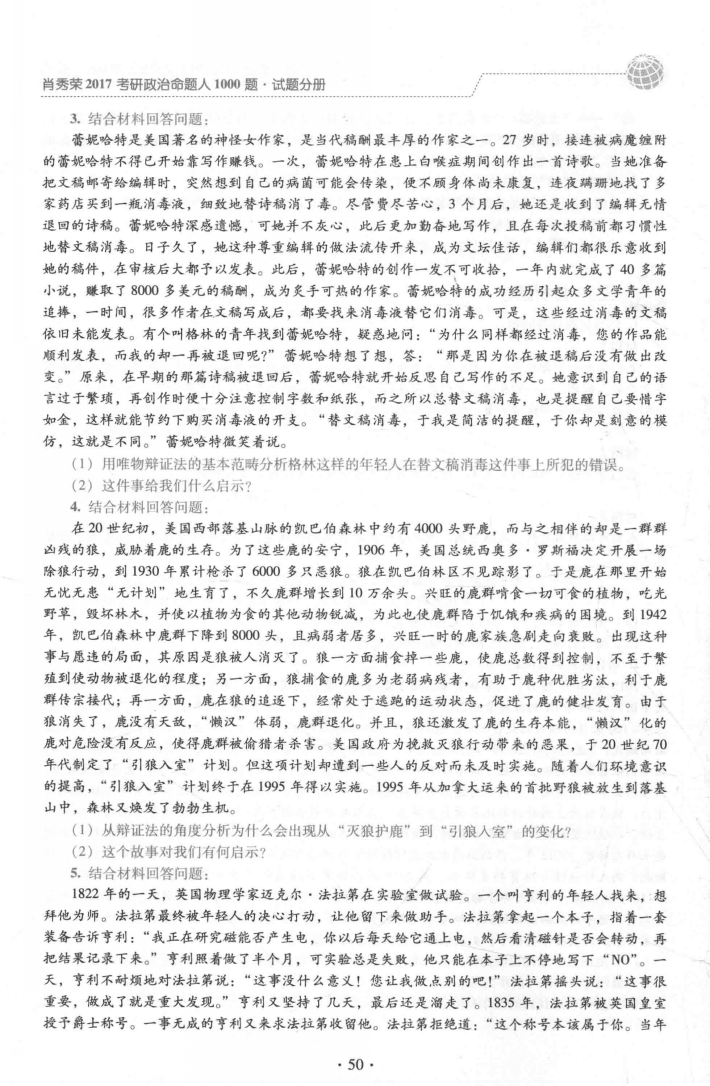 肖秀荣 2017 考研政治命题人 1000 题·试题分册
3. 结合材料回答问题：
蕾妮哈特是美国著名的神怪女作家，是当代稿酬最丰厚的作家之一。27 岁时，接连被病魔缠附
的蕾妮哈特不得已开始靠写作赚钱。一次，蕾妮哈特在患上白喉症期间创作出一首诗歌。当她准备
把文稿邮寄给编辑时，突然想到自己的病菌可能会传染，便不顾身体尚未康复，连夜蹒跚地找了多
家药店买到一瓶消毒液，细致地替诗稿消了毒。尽管费尽苦心，3 个月后，她还是收到了编辑无情
退回的诗稿。蕾妮哈特深感遗憾，可她并不灰心，此后更加勤奋地写作，且在每次投稿前都习惯性
地替文稿消毒。日子久了，她这种尊重编辑的做法流传开来，成为文坛佳话，编辑们都很乐意收到
她的稿件，在审核后大都予以发表。此后，蕾妮哈特的创作一发不可收拾，一年内就完成了 40 多篇
小说，赚取了 8000 多美元的稿酬，成为炙手可热的作家。蕾妮哈特的成功经历引起众多文学青年的
追捧，一时间，很多作者在文稿写成后，都要找来消毒液替它们消毒。可是，这些经过消毒的文稿
依旧未能发表。有个叫格林的青年找到蕾妮哈特，疑惑地问：“为什么同样都经过消毒，您的作品能
顺利发表，而我的却一再被退回呢?” 蕾妮哈特想了想，答：“那是因为你在被退稿后没有做出改
变。” 原来，在早期的那篇诗稿被退回后，蕾妮哈特就开始反思自己写作的不足。她意识到自己的语
言过于繁琐，再创作时便十分注意控制字数和纸张，而之所以总替文稿消毒，也是提醒自己要惜字
如金，这样就能节约下购买消毒液的开支。“替文稿消毒，于我是简洁的提醒，于你却是刻意的模
仿，这就是不同。” 蕾妮哈特微笑着说。
(1) 用唯物辩证法的基本范畴分析格林这样的年轻人在替文稿消毒这件事上所犯的错误。
(2) 这件事给我们什么启示?
4. 结合材料回答问题：
在 20 世纪初，美国西部落基山脉的凯巴伯森林中约有 4000 头野鹿，而与之相伴的却是一群群
凶残的狼，威胁着鹿的生存。为了这些鹿的安宁，1906 年，美国总统西奥多·罗斯福决定开展一场
除狼行动，到 1930 年累计枪杀了 6000 多只恶狼。狼在凯巴伯林区不见踪影了。于是鹿在那里开始
无忧无患 “无计划” 地生育了，不久鹿群增长到 10 万余头。兴旺的鹿群啃食一切可食的植物，吃光
野草，毁坏林木，并使以植物为食的其他动物锐减，为此也使鹿群陷于饥饿和疾病的困境。到 1942
年，凯巴伯森林中鹿群下降到 8000 头，且病弱者居多，兴旺一时的鹿家族急剧走向衰败。出现这种
事与愿违的局面，其原因是狼被人消灭了。狼一方面捕食掉一些鹿，使鹿总数得到控制，不至于繁
殖到使动物被退化的程度；另一方面，狼捕食的鹿多为老弱病残者，有助于鹿种优胜劣汰，利于鹿
群传宗接代；再一方面，鹿在狼的追逐下，经常处于逃跑的运动状态，促进了鹿的健壮发育。由于
狼消失了，鹿没有天敌，“懒汉” 体弱，鹿群退化。并且，狼还激发了鹿的生存本能，“懒汉” 化的
鹿对危险没有反应，使得鹿群被偷猎者杀害。美国政府为挽救灭狼行动带来的恶果，于 20 世纪 70
年代制定了 “引狼入室” 计划。但这项计划却遭到一些人的反对而未及时实施。随着人们环境意识
的提高，“引狼入室” 计划终于在 1995 年得以实施。1995 年从加拿大运来的首批野狼被放生到落基
山中，森林又焕发了勃勃生机。
(1) 从辩证法的角度分析为什么会出现从 “灭狼护鹿” 到 “引狼入室” 的变化?
(2) 这个故事对我们有何启示?
5. 结合材料回答问题：
1822 年的一天，英国物理学家迈克尔·法拉第在实验室做试验。一个叫亨利的年轻人找来，想
拜他为师。法拉第最终被年轻人的决心打动，让他留下来做助手。法拉第拿起一个本子，指着一套
装备告诉亨利：“我正在研究磁能否产生电，你以后每天给它通上电，然后看清磁针是否会转动，再
把结果记录下来。” 亨利照着做了半个月，可实验总是失败，他只能在本子上不停地写下 “NO”。一
天，亨利不耐烦地对法拉第说：“这事没什么意义！您让我做点别的吧!” 法拉第摇头说：“这事很
重要，做成了就是重大发现。” 亨利又坚持了几天，最后还是溜走了。1835 年，法拉第被英国皇室
授予爵士称号。一事无成的亨利又来求法拉第收留他。法拉第拒绝道：“这个称号本该属于你。当年
· 50 ·